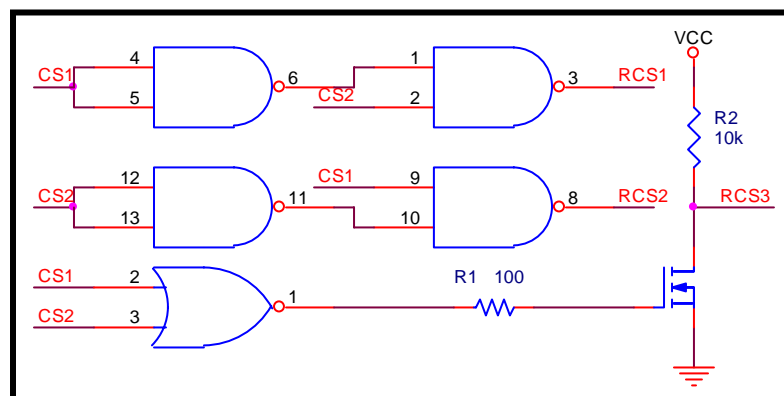 VCC
CS1 4 6 1 3 RCS1
5 CS2 2
R2
10k
CS2 12 11 CS1 9 8 RCS2 RCS3
13 10
CS1 2 1 R1 100
CS2 3